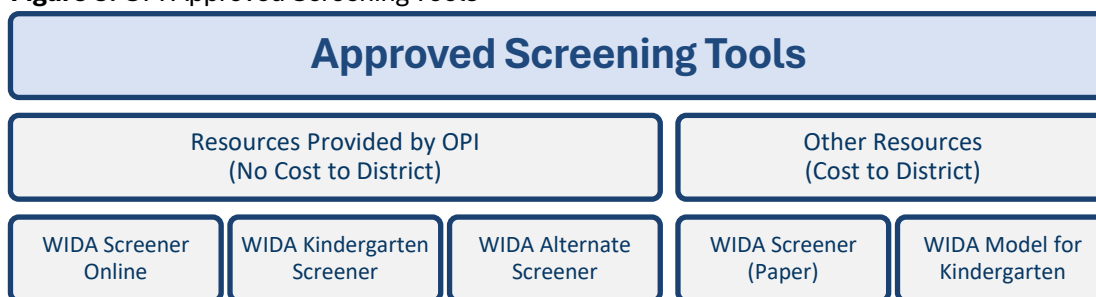 Approved Screening Tools
Resources Provided by OPI
(No Cost to District)
Other Resources
(Cost to District)
WIDA Screener
Online
WIDA Kindergarten
Screener
WIDA Alternate
Screener
WIDA Screener
(Paper)
WIDA Model for
Kindergarten